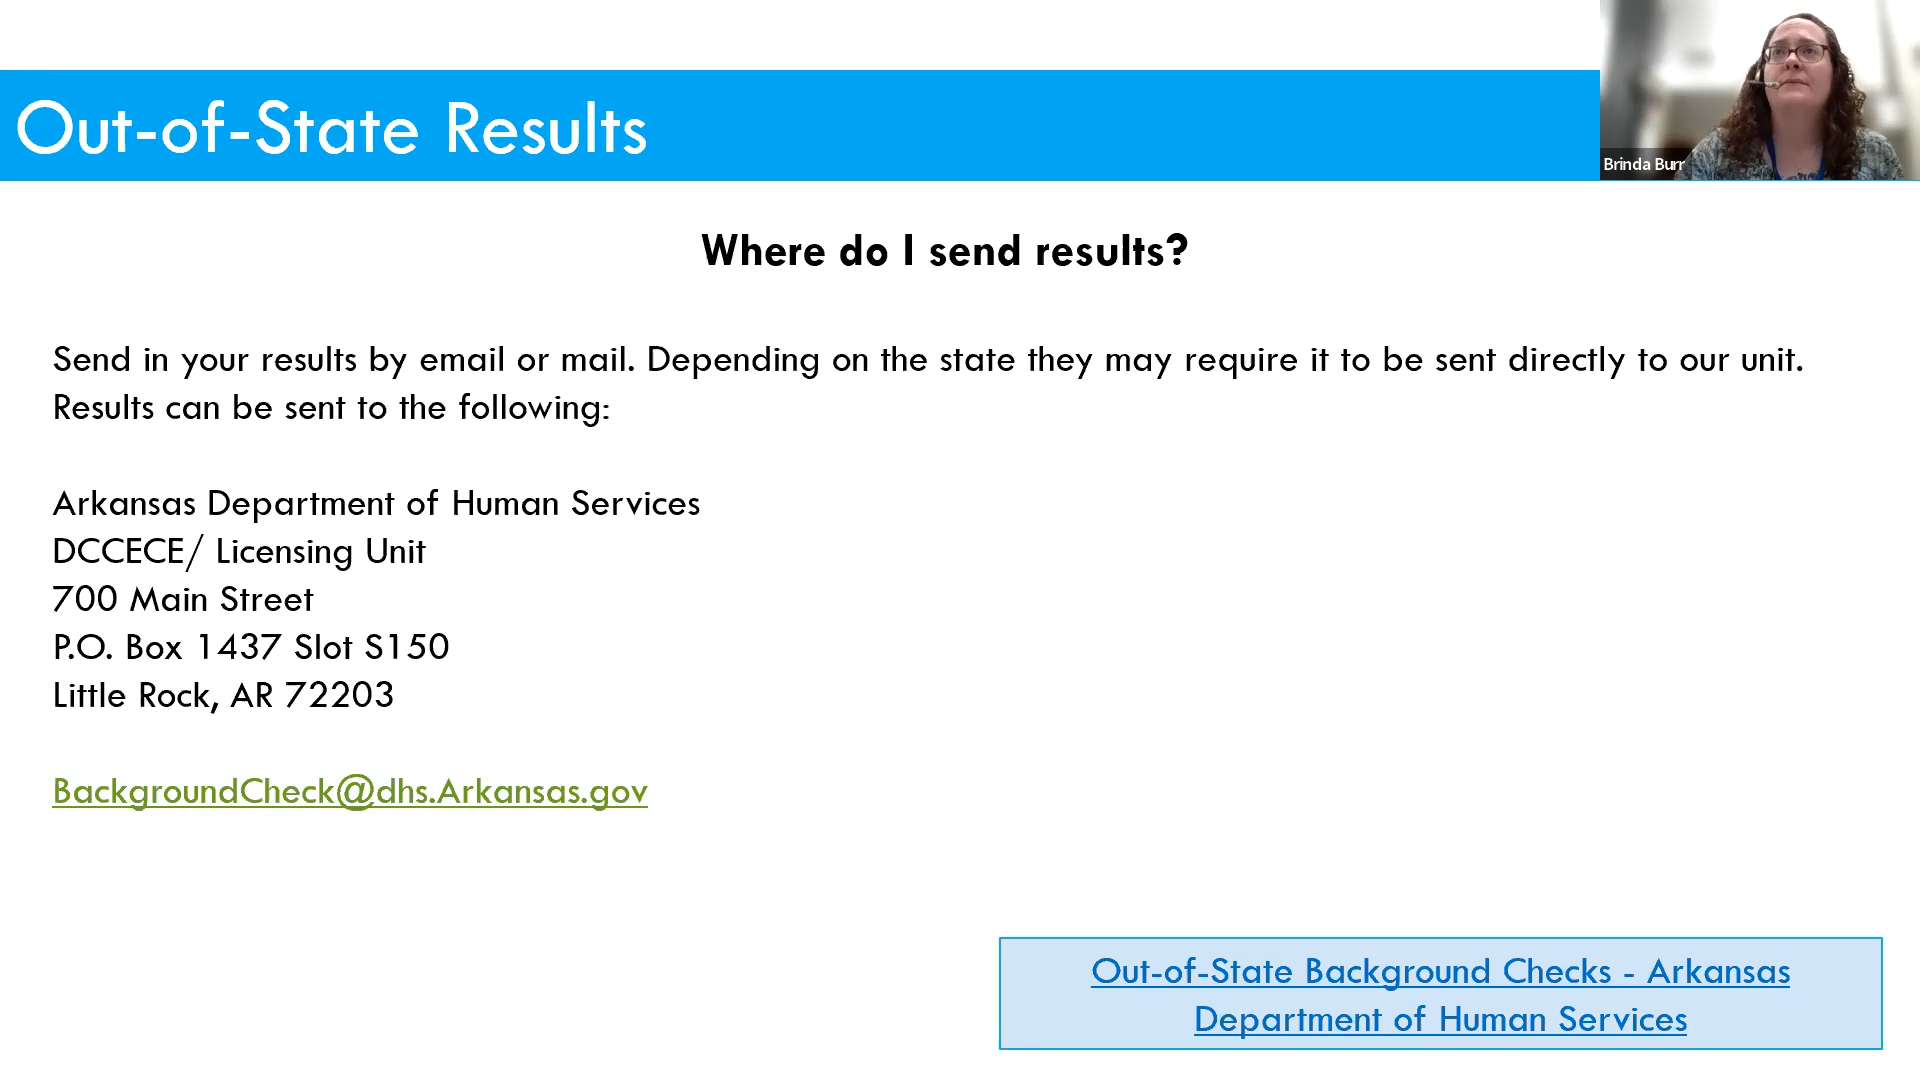 Out-of-State Results
Brinda Burr
Where do I send results?
Send in your results by email or mail. Depending on the state they may require it to be sent directly to our unit.
Results can be sent to the following:
Arkansas Department of Human Services
DCCECE/ Licensing Unit
700 Main Street
P.O. Box 1437 Slot S150
Little Rock, AR 72203
BackgroundCheck@dhs.Arkansas.gov
Out-of-State Background Checks - Arkansas
Department of Human Services